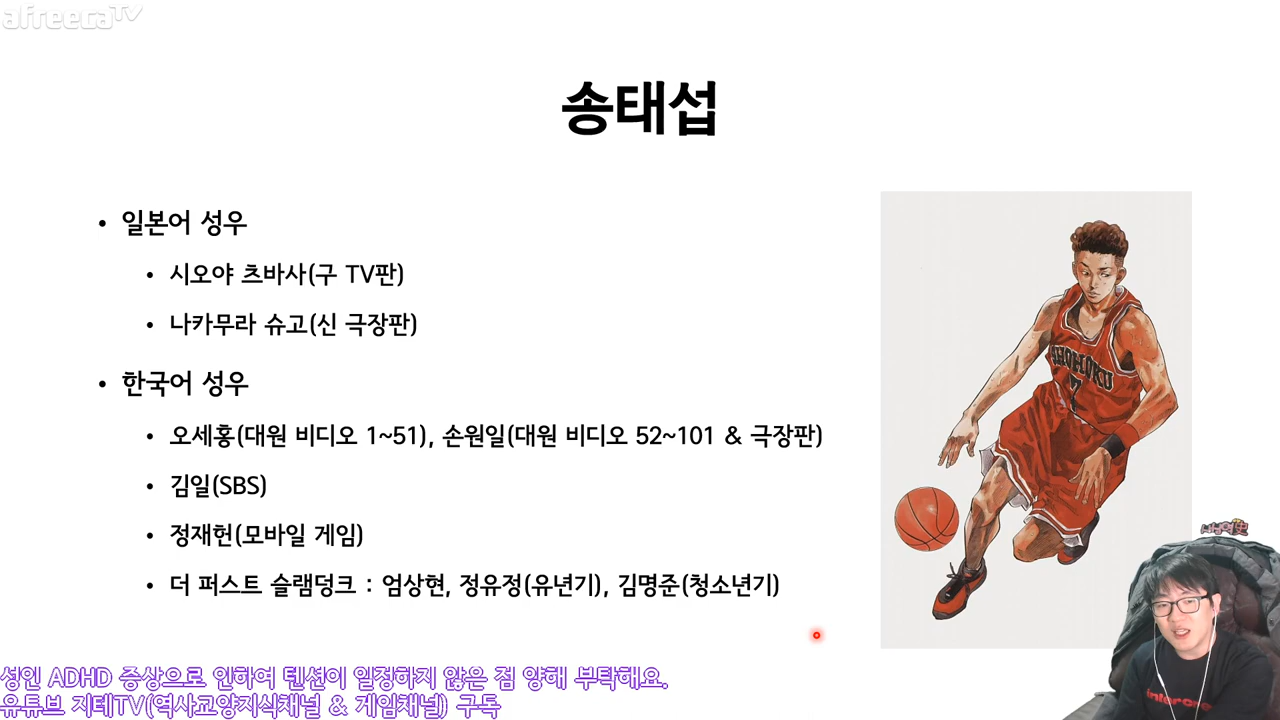 afreecaTV
송태섭
• 일본어 성우
• 시오야 츠바사(구 TV판)
• 나카무라 슈고(신 극장판)
• 한국어 성우
• 오세홍(대원 비디오 1~51), 손원일(대원 비디오 52~101 & 극장판)
• 김일(SBS)
• 정재헌(모바일 게임)
• 더 퍼스트 슬램덩크 : 엄상현, 정유정(유년기), 김명준(청소년기)
SHOHOKU
7
성인 ADHD 증상으로 인하여 텐션이 일정하지 않은 점 양해 부탁해요.
유튜브 지테TV(역사교양지식채널 & 게임채널) 구독